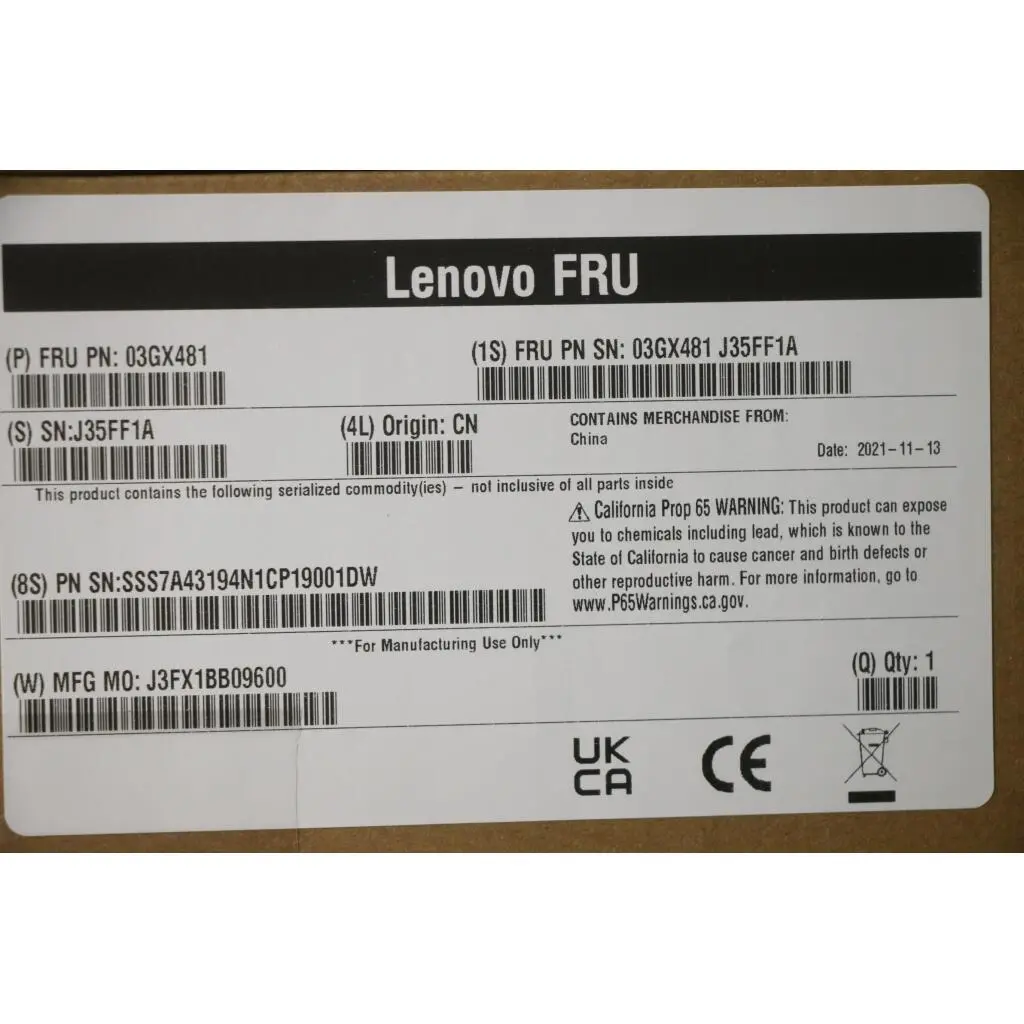 Lenovo FRU
(P) FRU PN: 03GX481
(1S) FRU PN SN: 03GX481 J35FF1A
(S) SN:J35FF1A
(4L) Origin: CN
CONTAINS MERCHANDISE FROM:
China
Date: 2021-11-13
This product contains the following serialized commodity(ies) – not inclusive of all parts inside
⚠ California Prop 65 WARNING: This product can expose
you to chemicals including lead, which is known to the
State of California to cause cancer and birth defects or
other reproductive harm. For more information, go to
www.P65Warnings.ca.gov.
(8S) PN SN:SSS7A43194N1CP19001DW
***For Manufacturing Use Only***
(W) MFG MO: J3FX1BB09600
(Q) Qty: 1
UK
CA
CE